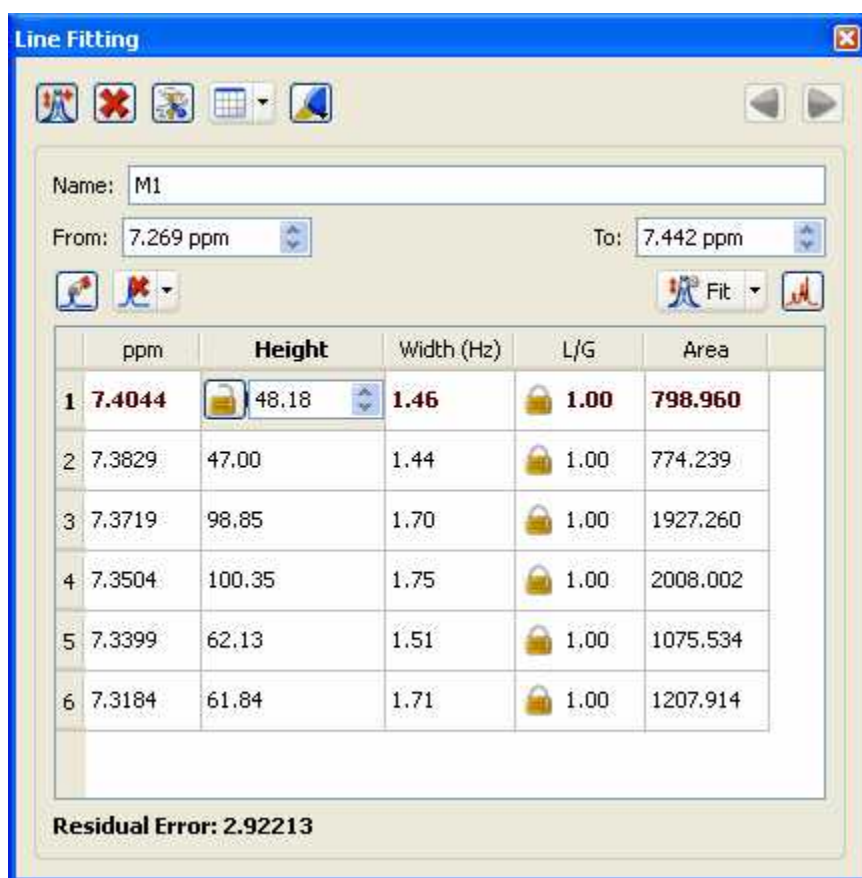 Line Fitting
Name: M1
From: 7.269 ppm To: 7.442 ppm
Fit
ppm Height Width (Hz) L/G Area
1 7.4044 48.18 1.46 1.00 798.960
2 7.3829 47.00 1.44 1.00 774.239
3 7.3719 98.85 1.70 1.00 1927.260
4 7.3504 100.35 1.75 1.00 2008.002
5 7.3399 62.13 1.51 1.00 1075.534
6 7.3184 61.84 1.71 1.00 1207.914
Residual Error: 2.92213